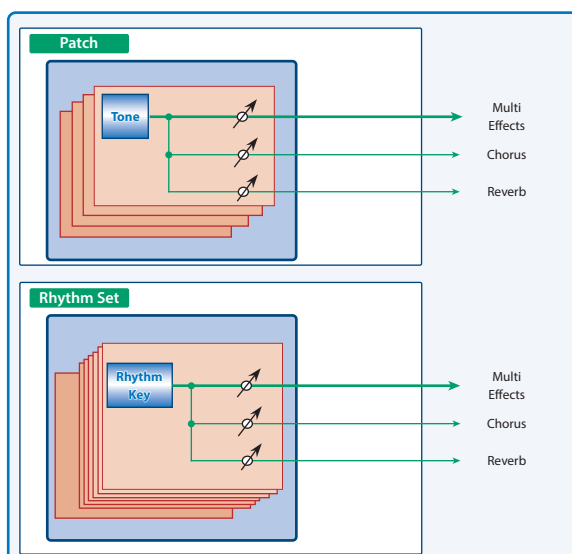 Patch
Tone
Multi
Effects
Chorus
Reverb
Rhythm Set
Rhythm
Key
Multi
Effects
Chorus
Reverb